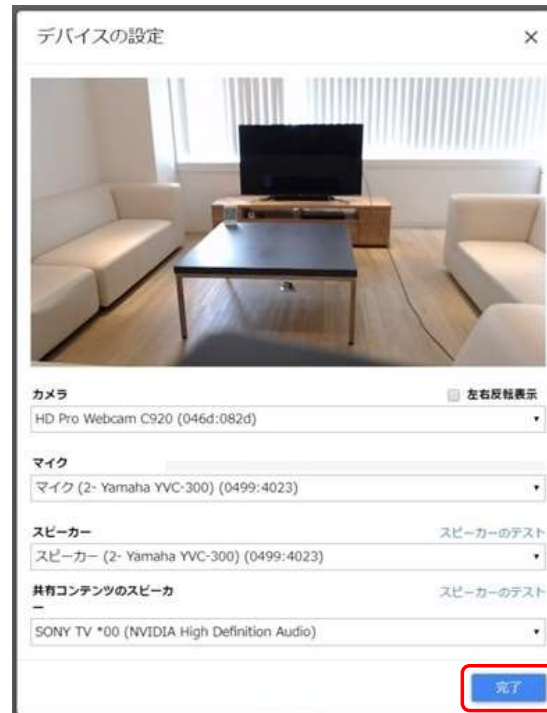 デバイスの設定 ×
カメラ 左右反転表示
HD Pro Webcam C920 (046d:082d)
マイク
マイク (2- Yamaha YVC-300) (0499:4023)
スピーカー スピーカーのテスト
スピーカー (2- Yamaha YVC-300) (0499:4023)
共有コンテンツのスピーカ スピーカーのテスト
ー
SONY TV *00 (NVIDIA High Definition Audio)
完了